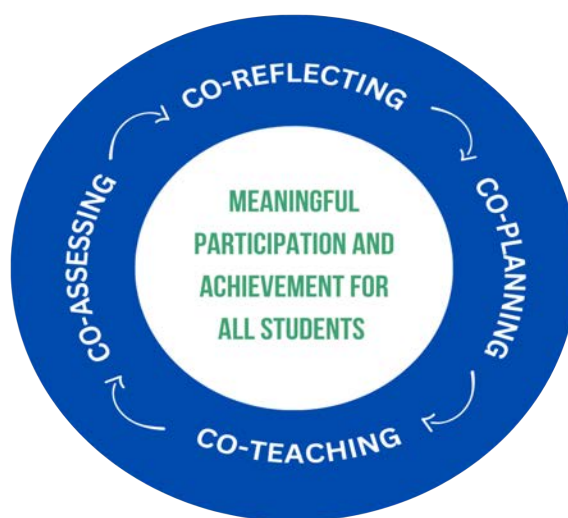 CO-REFLECTING
CO-PLANNING
CO-TEACHING
CO-ASSESSING
MEANINGFUL
PARTICIPATION AND
ACHIEVEMENT FOR
ALL STUDENTS